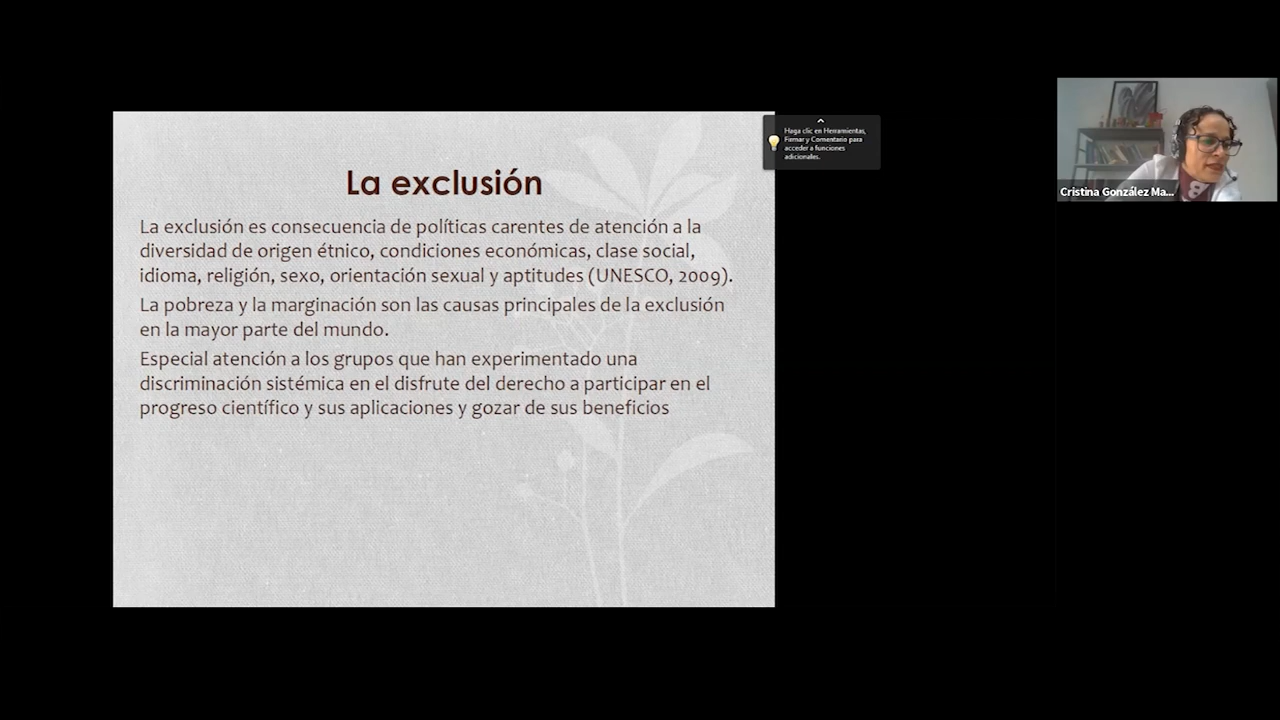 La exclusión
La exclusión es consecuencia de políticas carentes de atención a la
diversidad de origen étnico, condiciones económicas, clase social,
idioma, religión, sexo, orientación sexual y aptitudes (UNESCO, 2009).
La pobreza y la marginación son las causas principales de la exclusión
en la mayor parte del mundo.
Especial atención a los grupos que han experimentado una
discriminación sistémica en el disfrute del derecho a participar en el
progreso científico y sus aplicaciones y gozar de sus beneficios
Haga clic en Herramientas,
Firmar y Comentario para
acceder a funciones
adicionales.
Cristina González Ma...